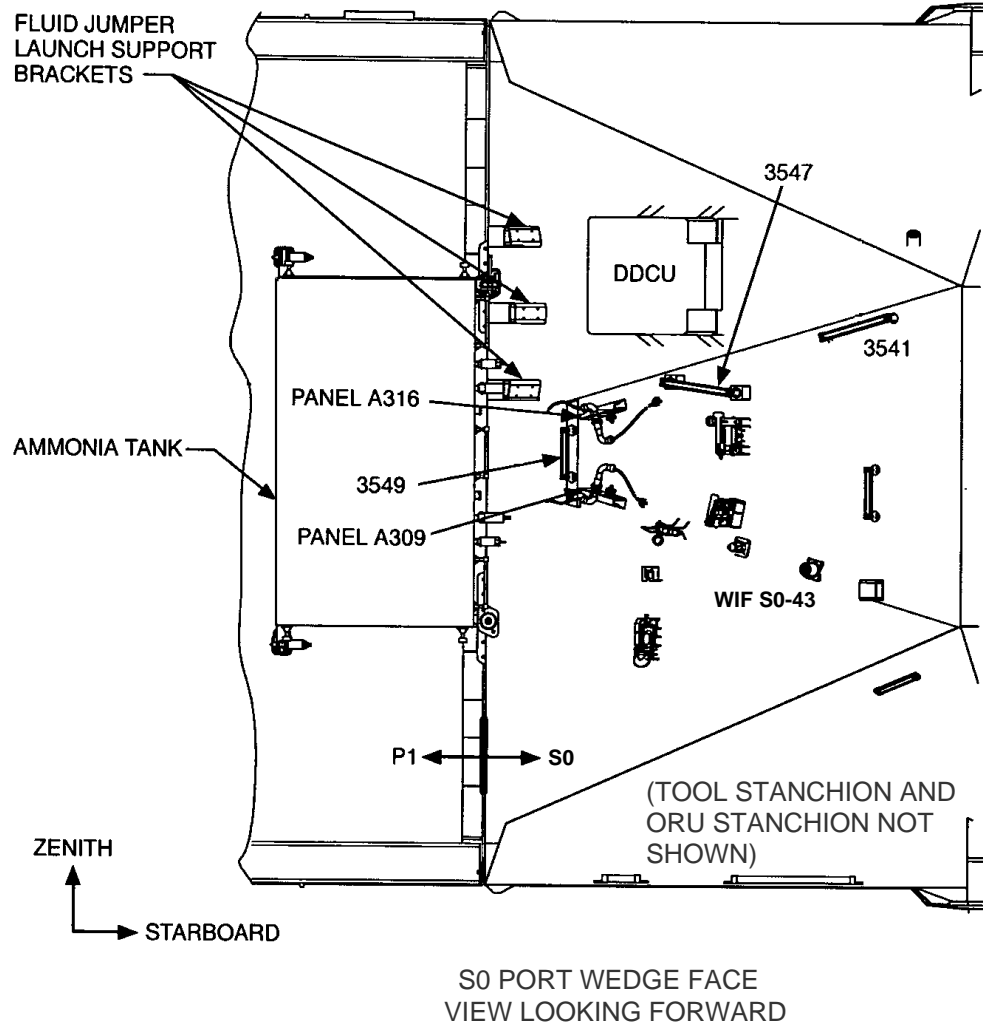 FLUID JUMPER
LAUNCH SUPPORT
BRACKETS
3547
DDCU
3541
PANEL A316
AMMONIA TANK
3549
PANEL A309
WIF S0-43
P1
S0
(TOOL STANCHION AND
ORU STANCHION NOT
SHOWN)
ZENITH
STARBOARD
S0 PORT WEDGE FACE
VIEW LOOKING FORWARD